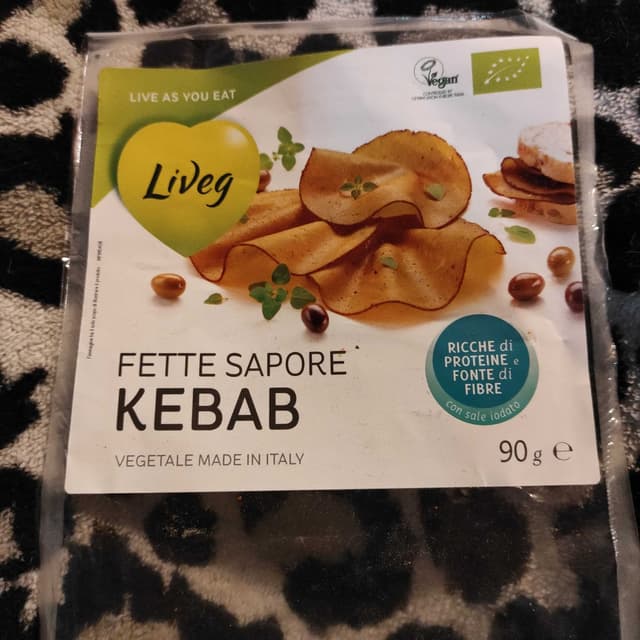 LIVE AS YOU EAT
Liveg
Vegan
FETTE SAPORE
KEBAB
VEGETALE MADE IN ITALY
RICCHE di
PROTEINE e
FONTE di
FIBRE
con sale iodato
90 g e